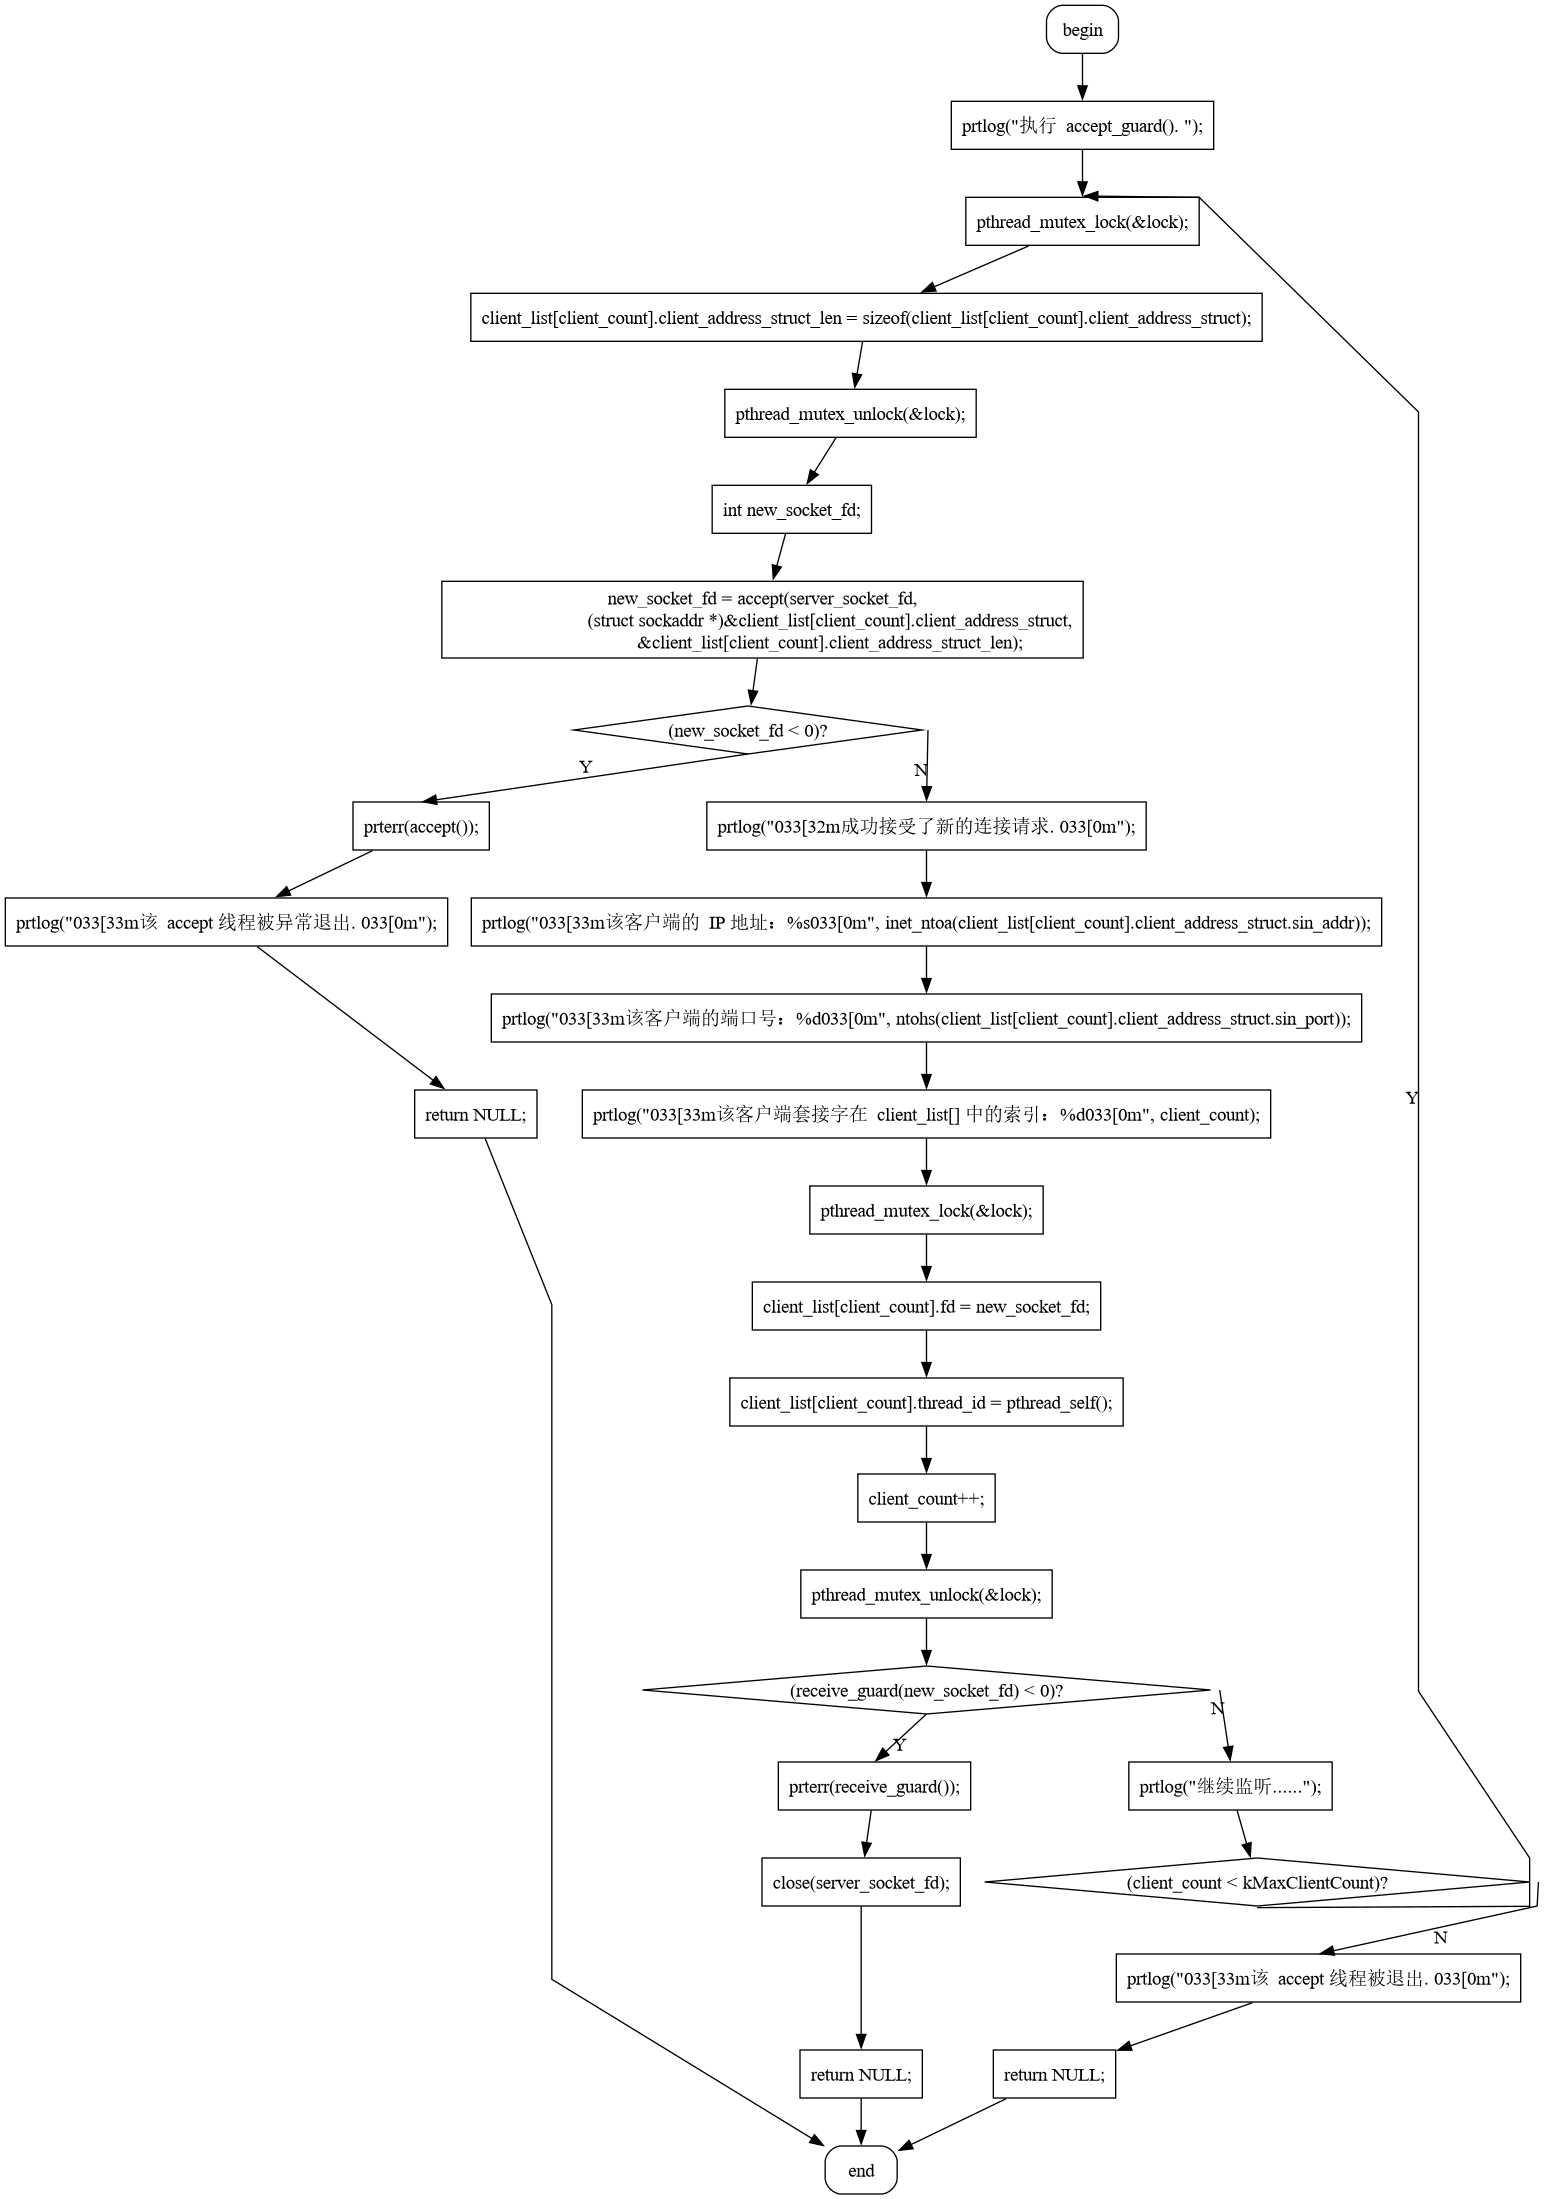 begin
prtlog("执行 accept_guard(). ");
pthread_mutex_lock(&lock);
client_list[client_count].client_address_struct_len = sizeof(client_list[client_count].client_address_struct);
pthread_mutex_unlock(&lock);
int new_socket_fd;
new_socket_fd = accept(server_socket_fd,
(struct sockaddr *)&client_list[client_count].client_address_struct,
&client_list[client_count].client_address_struct_len);
(new_socket_fd < 0)?
Y
N
prterr(accept());
prtlog("033[32m成功接受了新的连接请求. 033[0m");
prtlog("033[33m该 accept 线程被异常退出. 033[0m");
prtlog("033[33m该客户端的 IP 地址：%s033[0m", inet_ntoa(client_list[client_count].client_address_struct.sin_addr));
prtlog("033[33m该客户端的端口号：%d033[0m", ntohs(client_list[client_count].client_address_struct.sin_port));
return NULL;
prtlog("033[33m该客户端套接字在 client_list[] 中的索引：%d033[0m", client_count);
Y
pthread_mutex_lock(&lock);
client_list[client_count].fd = new_socket_fd;
client_list[client_count].thread_id = pthread_self();
client_count++;
pthread_mutex_unlock(&lock);
(receive_guard(new_socket_fd) < 0)?
Y
N
prterr(receive_guard());
prtlog("继续监听......");
close(server_socket_fd);
(client_count < kMaxClientCount)?
N
prtlog("033[33m该 accept 线程被退出. 033[0m");
return NULL;
return NULL;
end